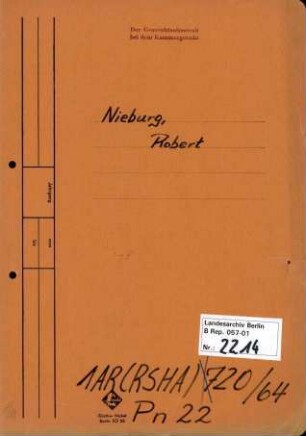 Der Generalstaatsanwalt
bei dem Kammergericht
Nieburg,
Robert
Landesarchiv Berlin
B Rep. 057-01
Nr.: 2214
1AR(RSHA) 720/64
Pn 22